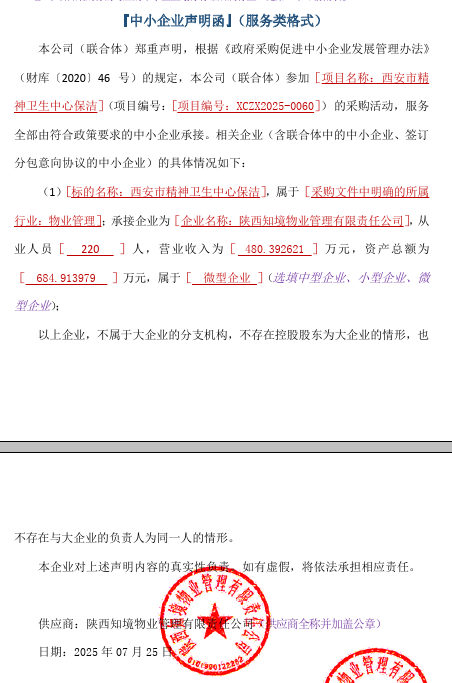 『中小企业声明函』（服务类格式）
本公司（联合体）郑重声明，根据《政府采购促进中小企业发展管理办法》
（财库〔2020〕46 号）的规定，本公司（联合体）参加［项目名称：西安市精
神卫生中心保洁］（项目编号：［项目编号：XCZX2025-0060］）的采购活动，服务
全部由符合政策要求的中小企业承接。相关企业（含联合体中的中小企业、签订
分包意向协议的中小企业）的具体情况如下：
（1）［标的名称：西安市精神卫生中心保洁］，属于［采购文件中明确的所属
行业：物业管理］；承接企业为［企业名称：陕西知境物业管理有限责任公司］，从
业人员［ 220 ］人，营业收入为［ 480.392621 ］万元，资产总额为
［ 684.913979 ］万元，属于［ 微型企业 ］（选填中型企业、小型企业、微
型企业）；
以上企业，不属于大企业的分支机构，不存在控股股东为大企业的情形，也
不存在与大企业的负责人为同一人的情形。
本企业对上述声明内容的真实性负责。如有虚假，将依法承担相应责任。
供应商：陕西知境物业管理有限责任公司（供应商全称并加盖公章）
日期：2025 年 07 月 25 日
陕西知境物业管理有限责任公司